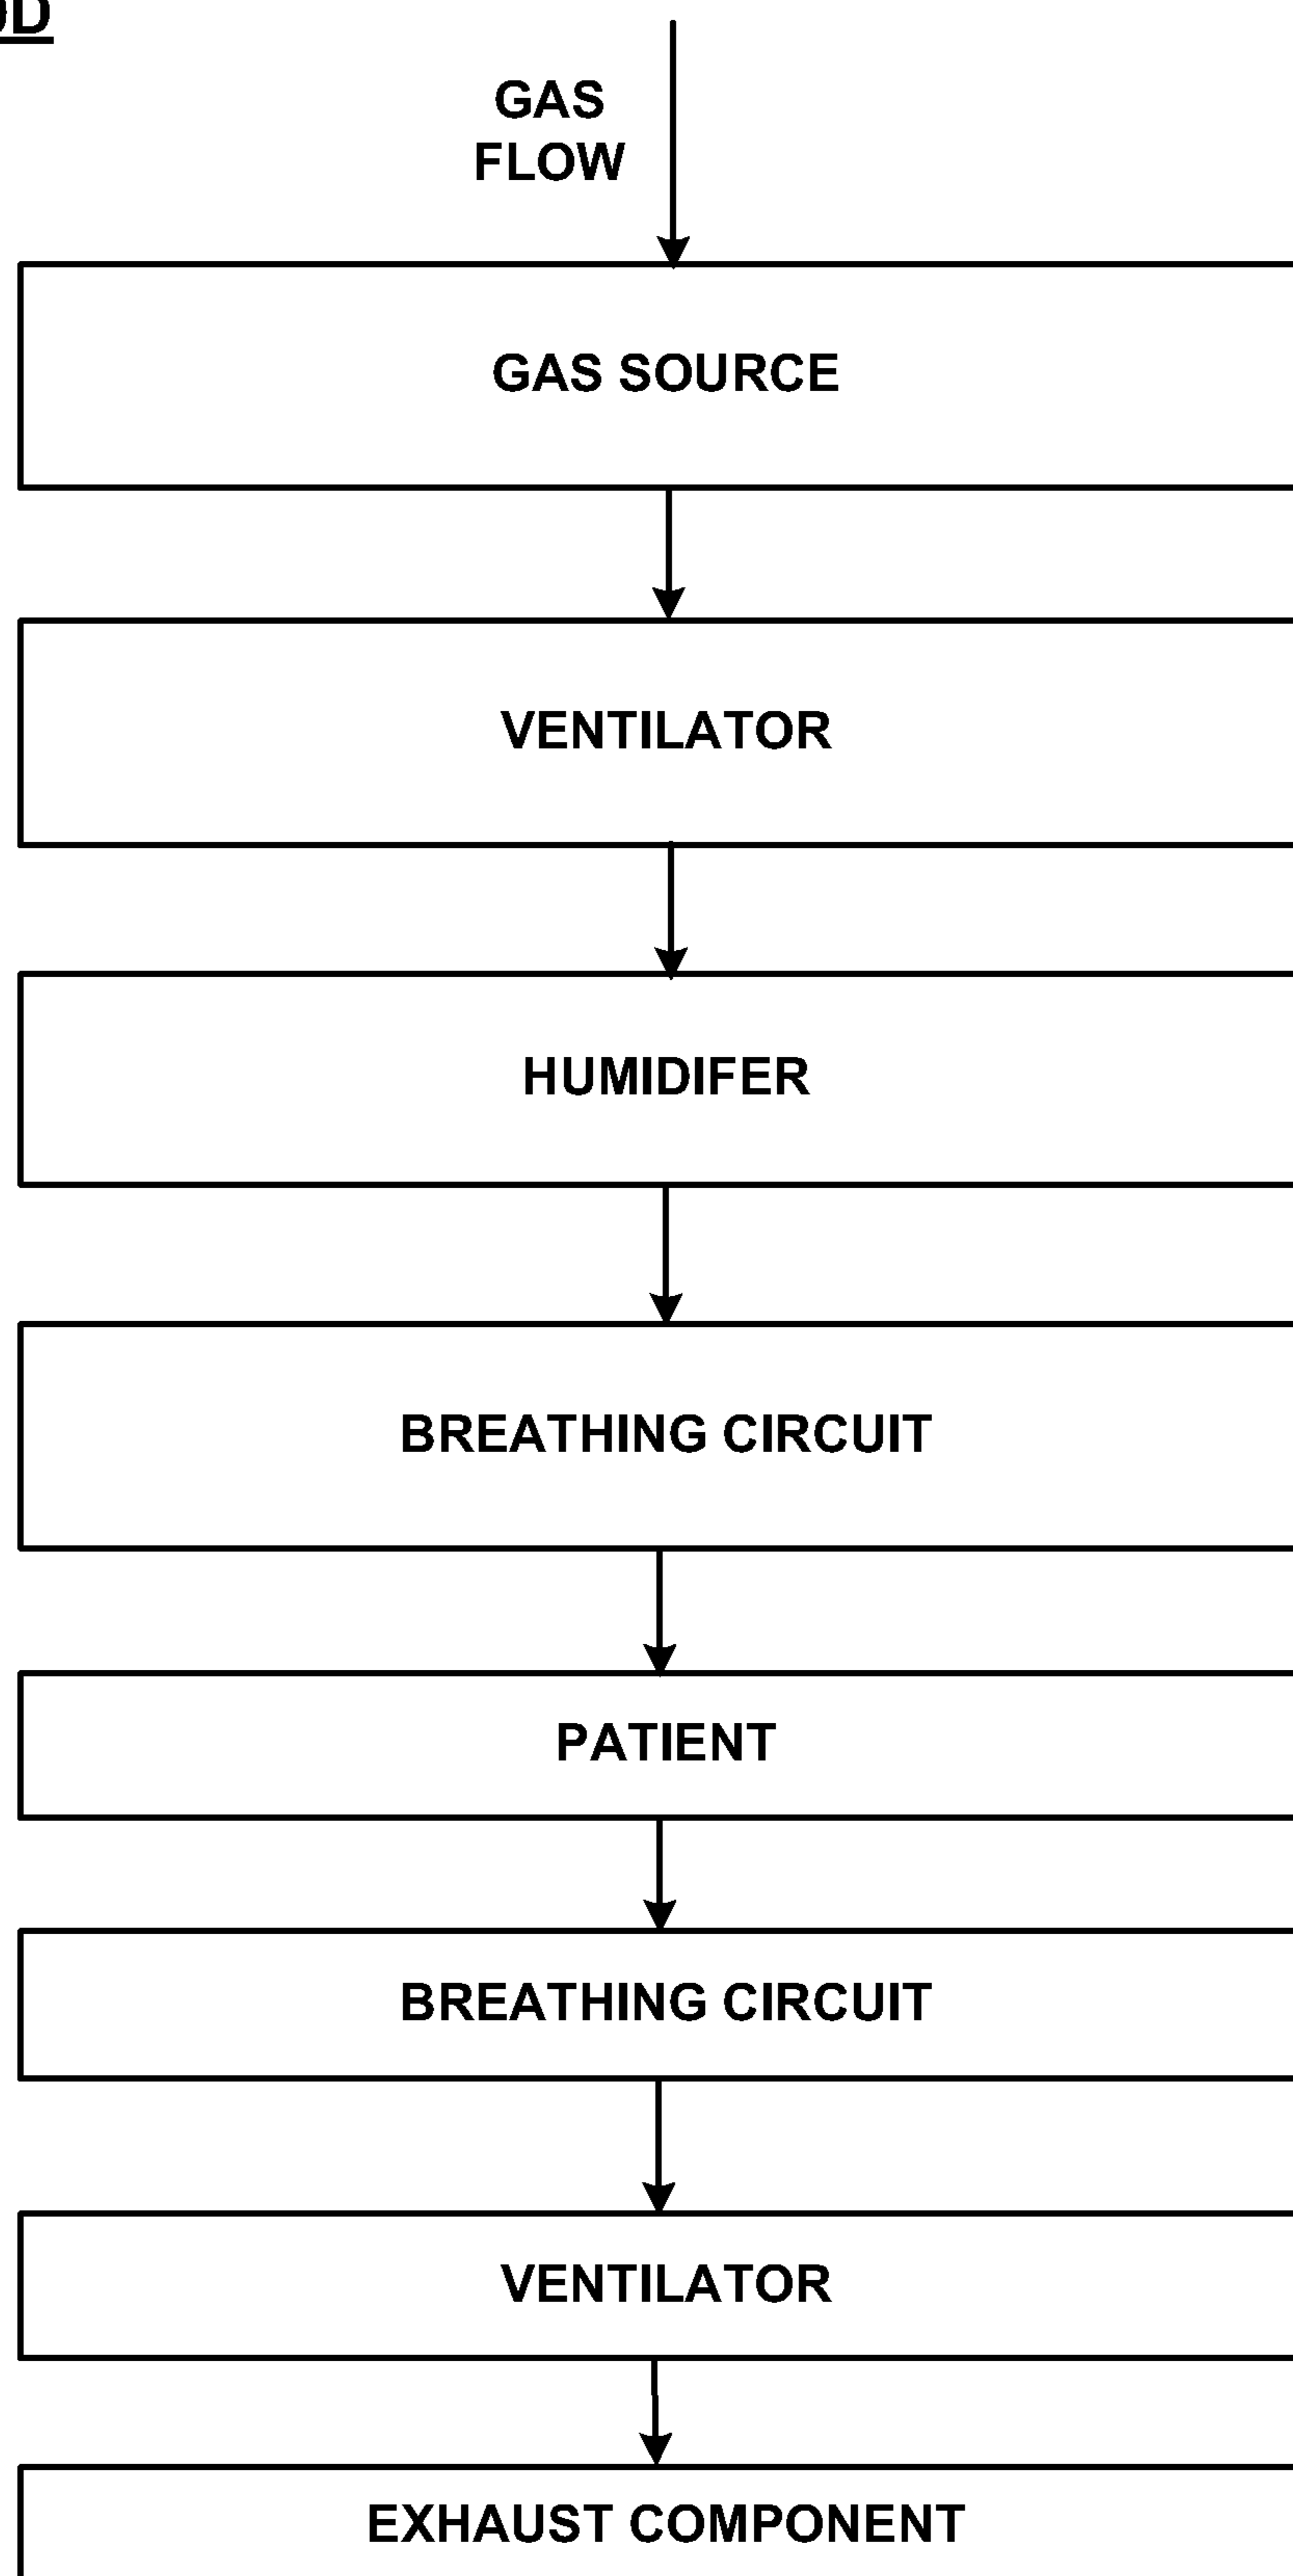 GAS
FLOW
GAS SOURCE
VENTILATOR
HUMIDIFER
BREATHING CIRCUIT
PATIENT
BREATHING CIRCUIT
VENTILATOR
EXHAUST COMPONENT